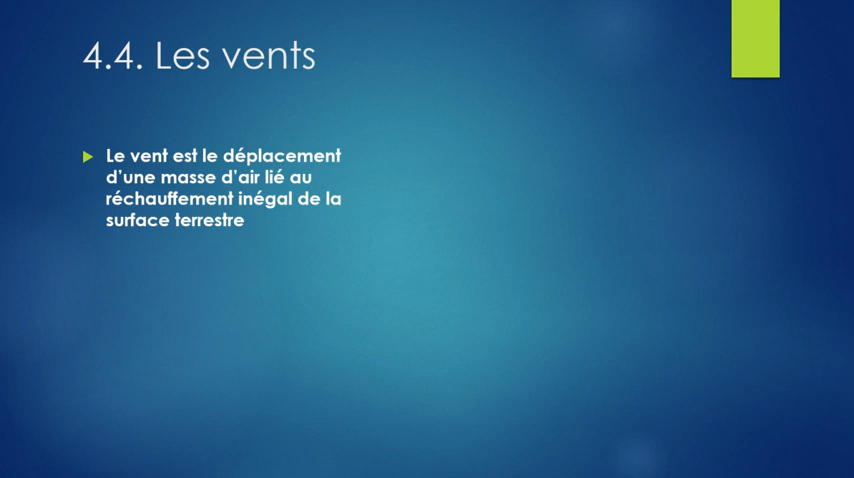 4.4. Les vents
Le vent est le déplacement
d’une masse d’air lié au
réchauffement inégal de la
surface terrestre